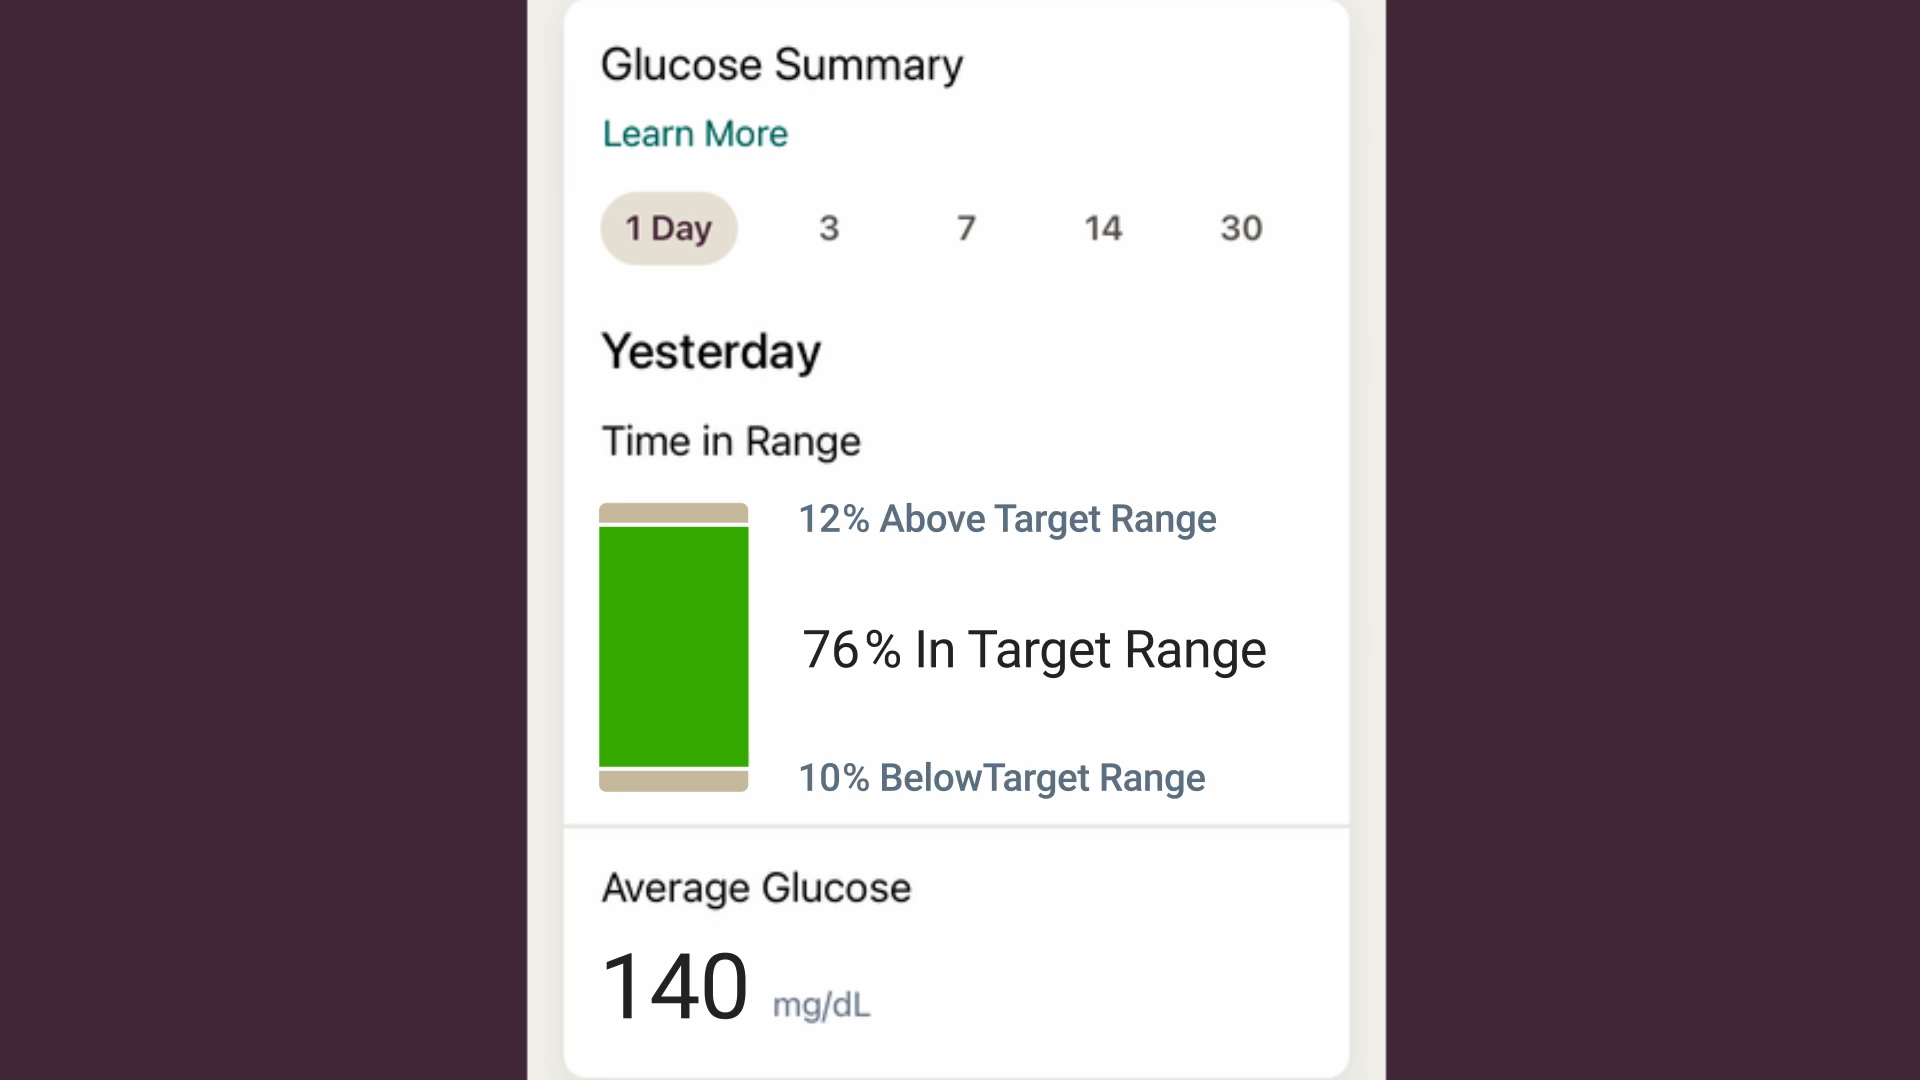 Glucose Summary
Learn More
1 Day 3 7 14 30
Yesterday
Time in Range
12% Above Target Range
76% In Target Range
10% BelowTarget Range
Average Glucose
140 mg/dL